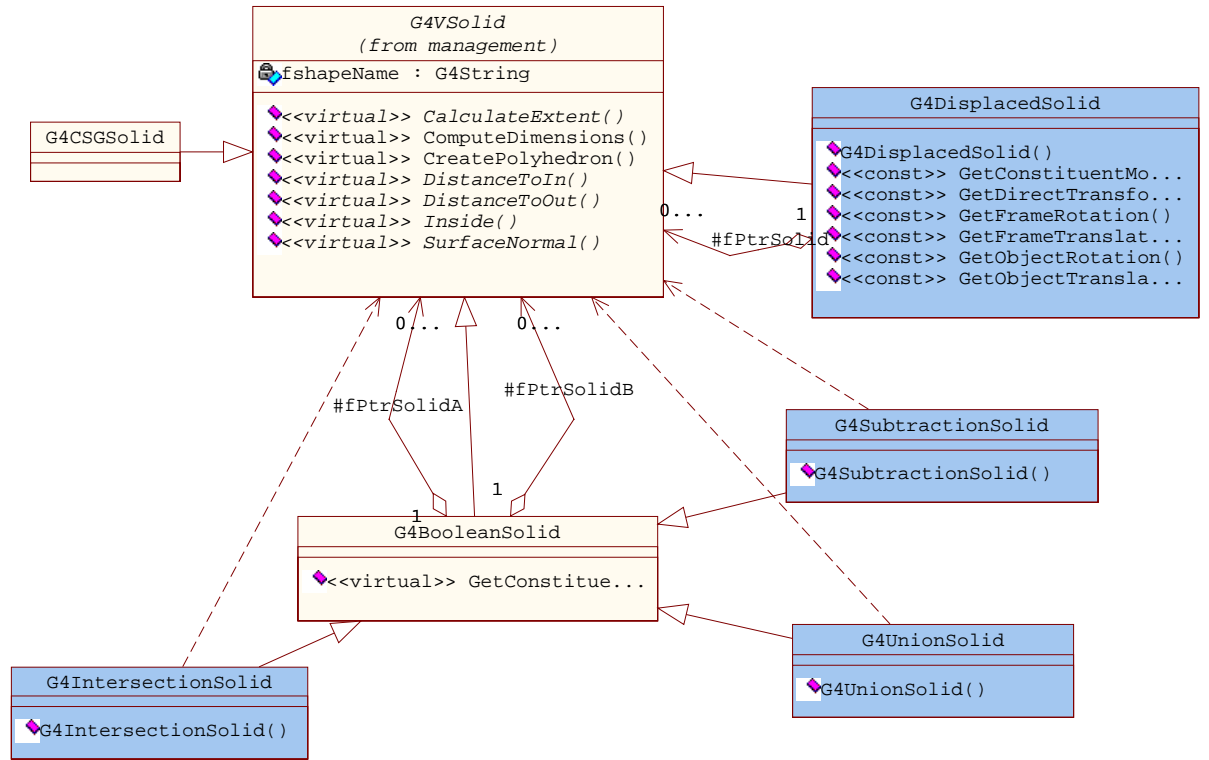 G4VSolid
(from management)
fshapeName : G4String
<<virtual>> CalculateExtent()
<<virtual>> ComputeDimensions()
<<virtual>> CreatePolyhedron()
<<virtual>> DistanceToIn()
<<virtual>> DistanceToOut()
<<virtual>> Inside()
<<virtual>> SurfaceNormal()
G4CSGSolid
G4DisplacedSolid
G4DisplacedSolid()
<<const>> GetConstituentMo...
<<const>> GetDirectTransfo...
<<const>> GetFrameRotation()
<<const>> GetFrameTranslat...
<<const>> GetObjectRotation()
<<const>> GetObjectTransla...
0...
1
#fPtrSolid
0...
0...
#fPtrSolidA
#fPtrSolidB
1
1
G4SubtractionSolid
G4SubtractionSolid()
G4BooleanSolid
<<virtual>> GetConstitue...
G4UnionSolid
G4UnionSolid()
G4IntersectionSolid
G4IntersectionSolid()